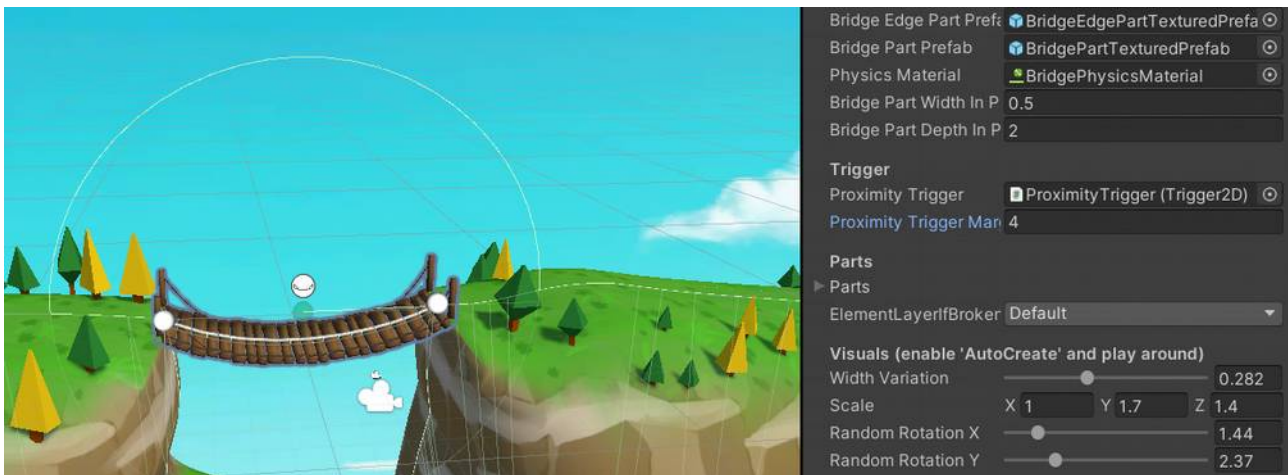 Bridge Edge Part Prefa BridgeEdgePartTexturedPrefa
Bridge Part Prefab BridgePartTexturedPrefab
Physics Material BridgePhysicsMaterial
Bridge Part Width In P 0.5
Bridge Part Depth In P 2
Trigger
Proximity Trigger ProximityTrigger (Trigger2D)
Proximity Trigger Mar 4
Parts
Parts
ElementLayerIfBroker Default
Visuals (enable 'AutoCreate' and play around)
Width Variation 0.282
Scale X 1 Y 1.7 Z 1.4
Random Rotation X 1.44
Random Rotation Y 2.37